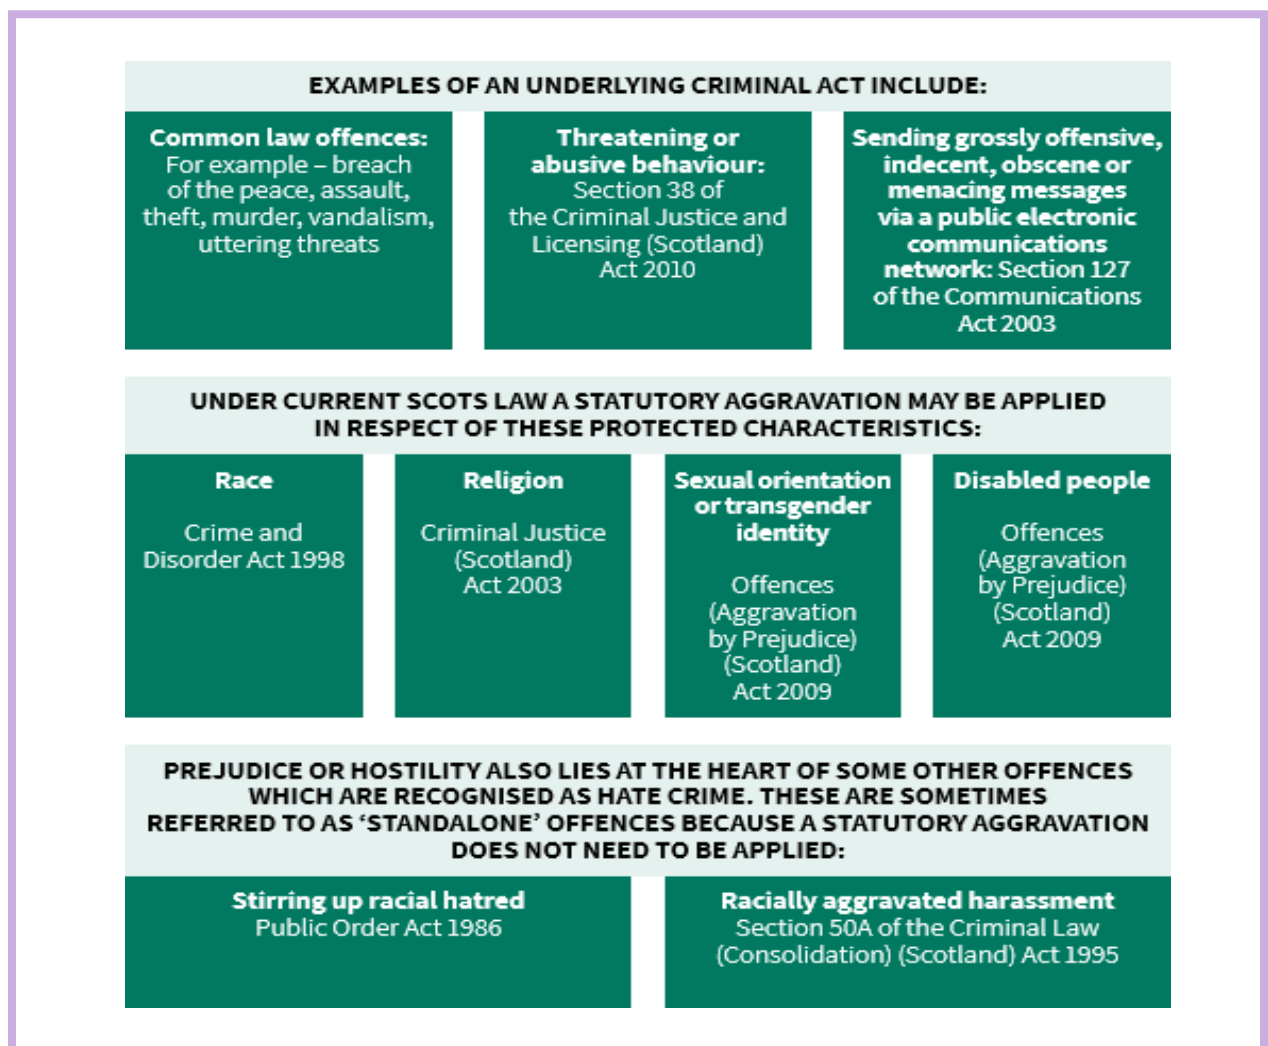 EXAMPLES OF AN UNDERLYING CRIMINAL ACT INCLUDE:
Common law offences:
For example – breach
of the peace, assault,
theft, murder, vandalism,
uttering threats
Threatening or
abusive behaviour:
Section 38 of
the Criminal Justice and
Licensing (Scotland)
Act 2010
Sending grossly offensive,
indecent, obscene or
menacing messages
via a public electronic
communications
network: Section 127
of the Communications
Act 2003
UNDER CURRENT SCOTS LAW A STATUTORY AGGRAVATION MAY BE APPLIED
IN RESPECT OF THESE PROTECTED CHARACTERISTICS:
Race
Crime and
Disorder Act 1998
Religion
Criminal Justice
(Scotland)
Act 2003
Sexual orientation
or transgender
identity
Offences
(Aggravation
by Prejudice)
(Scotland)
Act 2009
Disabled people
Offences
(Aggravation
by Prejudice)
(Scotland)
Act 2009
PREJUDICE OR HOSTILITY ALSO LIES AT THE HEART OF SOME OTHER OFFENCES
WHICH ARE RECOGNISED AS HATE CRIME. THESE ARE SOMETIMES
REFERRED TO AS ‘STANDALONE’ OFFENCES BECAUSE A STATUTORY AGGRAVATION
DOES NOT NEED TO BE APPLIED:
Stirring up racial hatred
Public Order Act 1986
Racially aggravated harassment
Section 50A of the Criminal Law
(Consolidation) (Scotland) Act 1995